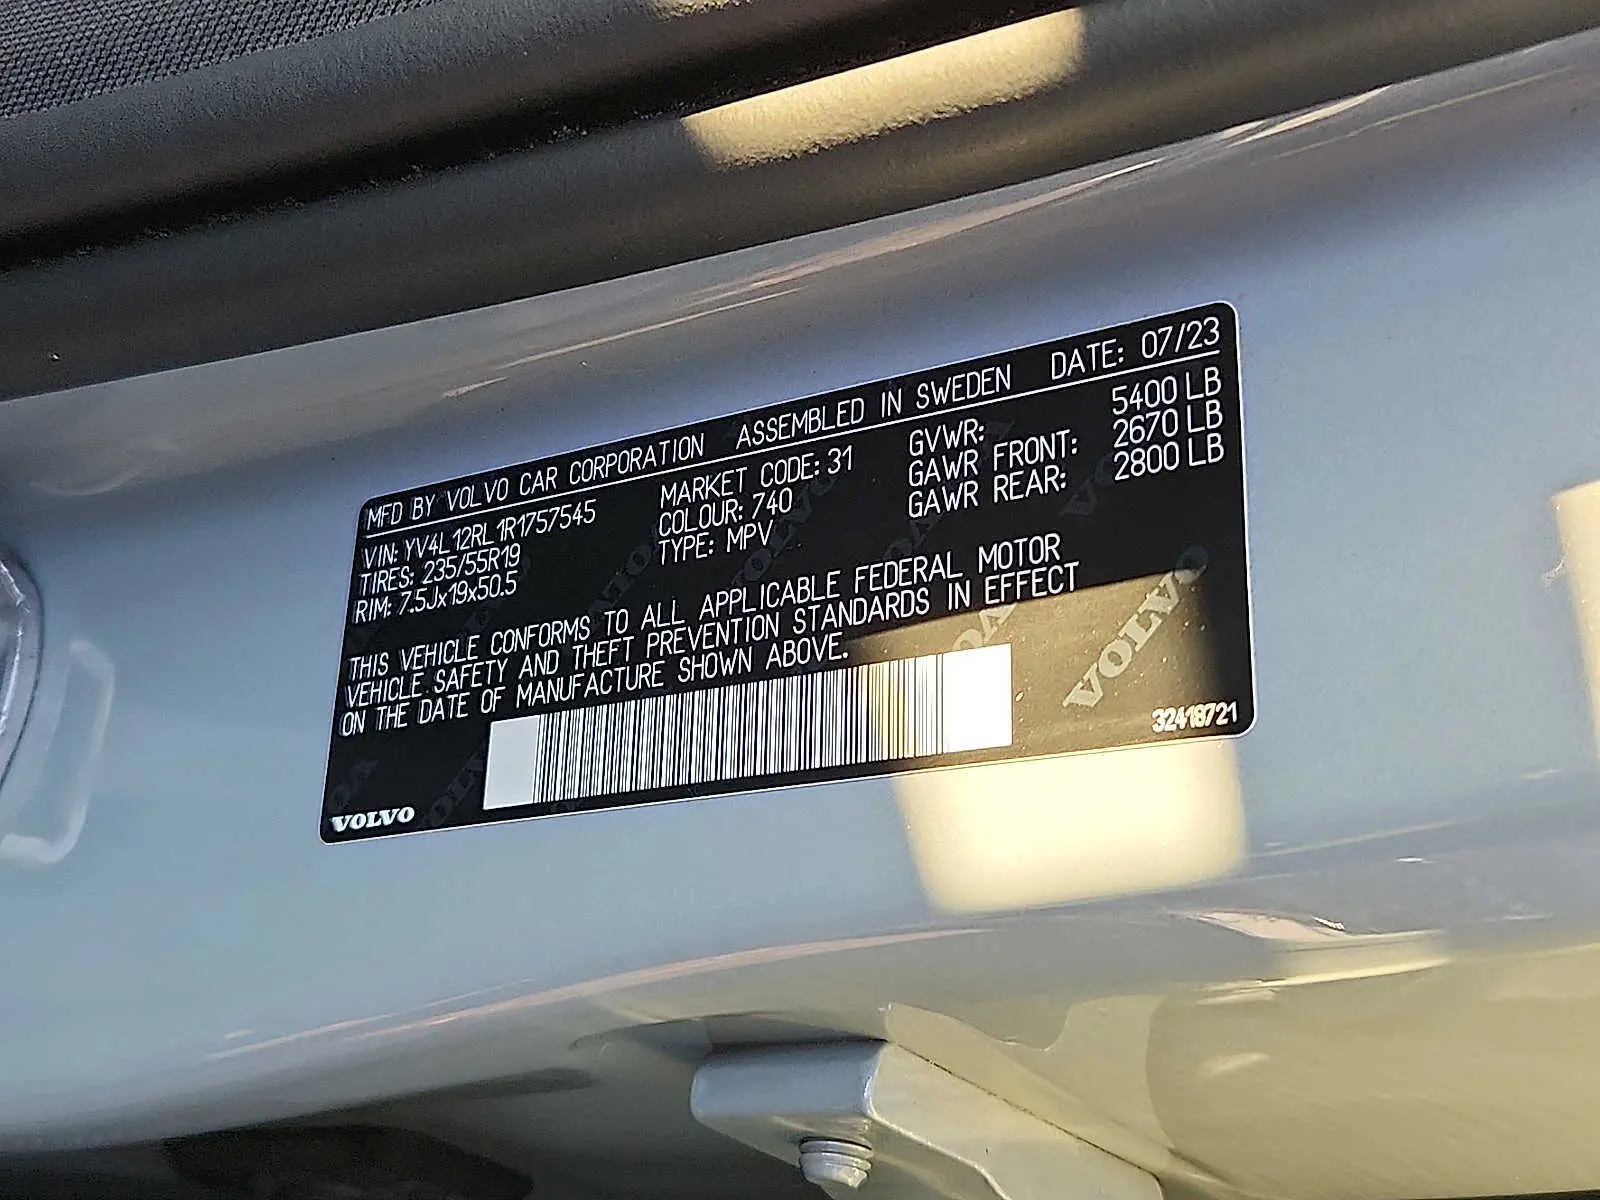 MFD BY VOLVO CAR CORPORATION ASSEMBLED IN SWEDEN DATE: 07/23
VIN: YV4L12RL1R1757545 MARKET CODE: 31 GVWR: 5400 LB
TIRES: 235/55R19 COLOUR: 740 GAWR FRONT: 2670 LB
RIM: 7.5Jx19x50.5 TYPE: MPV GAWR REAR: 2800 LB
THIS VEHICLE CONFORMS TO ALL APPLICABLE FEDERAL MOTOR
VEHICLE SAFETY AND THEFT PREVENTION STANDARDS IN EFFECT
ON THE DATE OF MANUFACTURE SHOWN ABOVE.
VOLVO
32418721
VOLVO